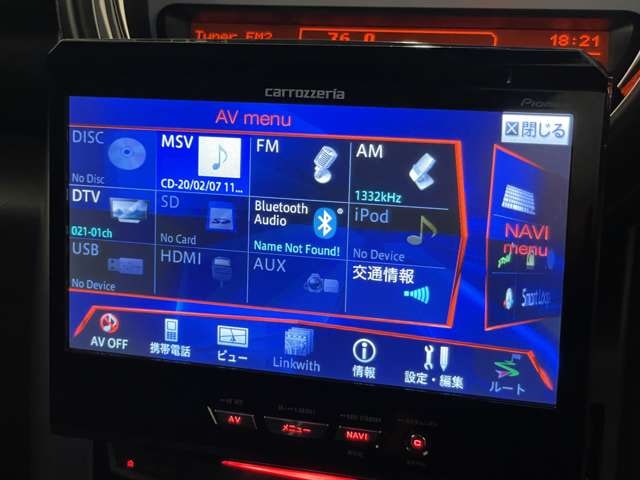 Tuner FM2 76.0 18:21
carrozzeria
AV menu
閉じる
DISC
No Disc
MSV
CD-20/02/07 11...
FM
AM
1332kHz
DTV
021-01ch
SD
No Card
Bluetooth
Audio
Name Not Found!
iPod
No Device
USB
No Device
HDMI
AUX
交通情報
NAVI
menu
AV OFF
携帯電話
ビュー
Linkwith
情報
設定・編集
ルート
AV
メニュー
NAVI